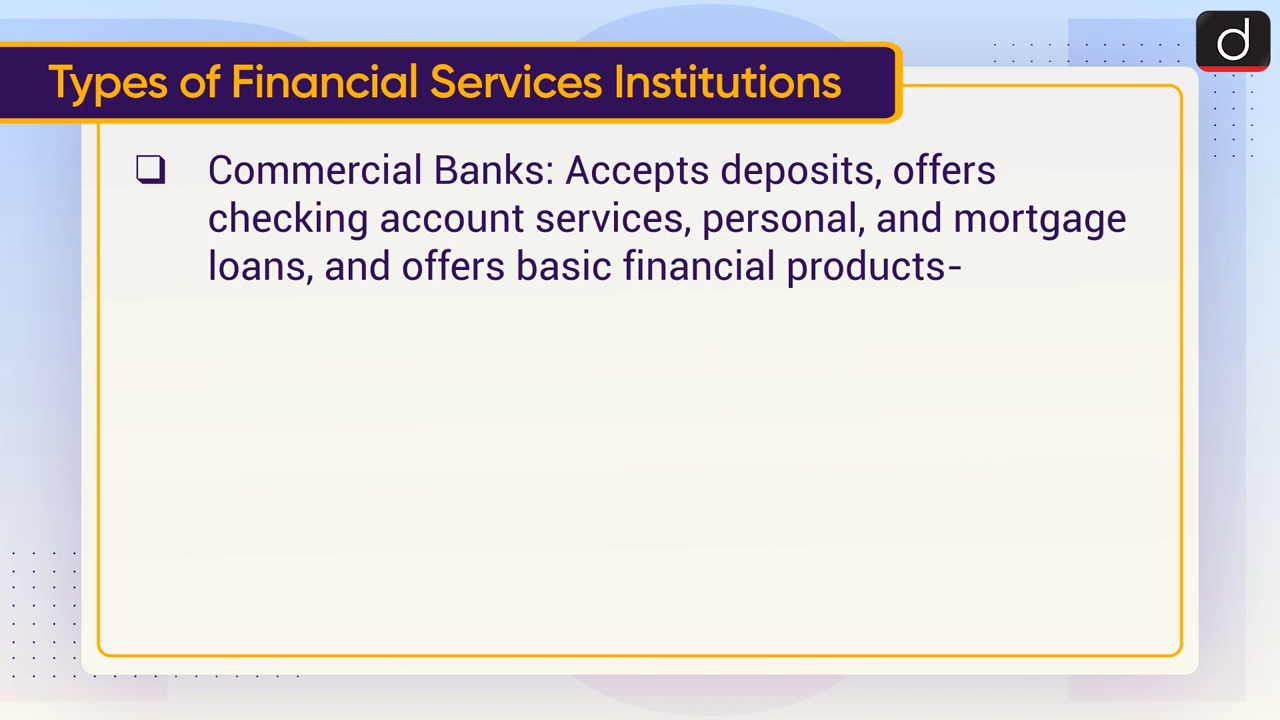 Types of Financial Services Institutions
d
❑ Commercial Banks: Accepts deposits, offers
checking account services, personal, and mortgage
loans, and offers basic financial products-